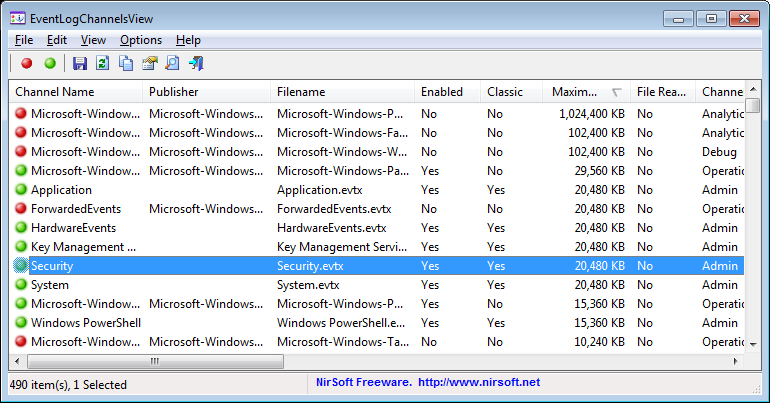 EventLogChannelsView
File Edit View Options Help
Channel Name Publisher Filename Enabled Classic Maxim... File Rea... Channe
Microsoft-Window... Microsoft-Windows-... Microsoft-Windows-P... No No 1,024,400 KB No Analytic
Microsoft-Window... Microsoft-Windows-... Microsoft-Windows-Fa... No No 102,400 KB No Analytic
Microsoft-Window... Microsoft-Windows-... Microsoft-Windows-W... No No 102,400 KB No Debug
Microsoft-Window... Microsoft-Windows-... Microsoft-Windows-Pa... Yes No 29,560 KB No Operatio
Application Application.evtx Yes Yes 20,480 KB No Admin
ForwardedEvents Microsoft-Windows-... ForwardedEvents.evtx No No 20,480 KB No Operatio
HardwareEvents HardwareEvents.evtx Yes Yes 20,480 KB No Admin
Key Management ... Key Management Servi... Yes Yes 20,480 KB No Admin
Security Security.evtx Yes Yes 20,480 KB No Admin
System System.evtx Yes Yes 20,480 KB No Admin
Microsoft-Window... Microsoft-Windows-... Microsoft-Windows-P... Yes No 15,360 KB No Operatio
Windows PowerShell Windows PowerShell.e... Yes Yes 15,360 KB No Admin
Microsoft-Window... Microsoft-Windows-... Microsoft-Windows-Ta... No No 10,240 KB No Operatio
490 item(s), 1 Selected NirSoft Freeware. http://www.nirsoft.net